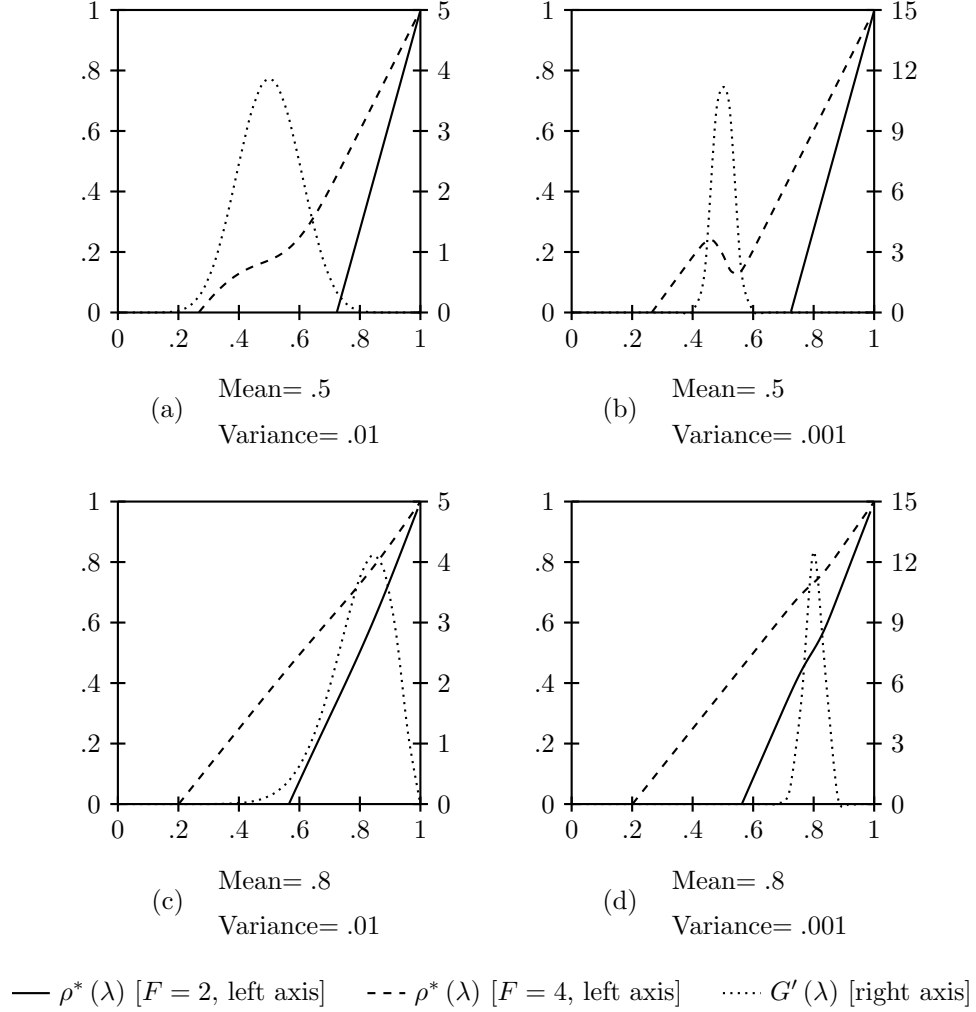 1 5 1 15
.8 4 .8 12
.6 3 .6 9
.4 2 .4 6
.2 1 .2 3
0 0 0 0
0 .2 .4 .6 .8 1 0 .2 .4 .6 .8 1
(a) Mean= .5
Variance= .01
(b) Mean= .5
Variance= .001
1 5 1 15
.8 4 .8 12
.6 3 .6 9
.4 2 .4 6
.2 1 .2 3
0 0 0 0
0 .2 .4 .6 .8 1 0 .2 .4 .6 .8 1
(c) Mean= .8
Variance= .01
(d) Mean= .8
Variance= .001
ρ* (λ) [F = 2, left axis] ρ* (λ) [F = 4, left axis] G′ (λ) [right axis]